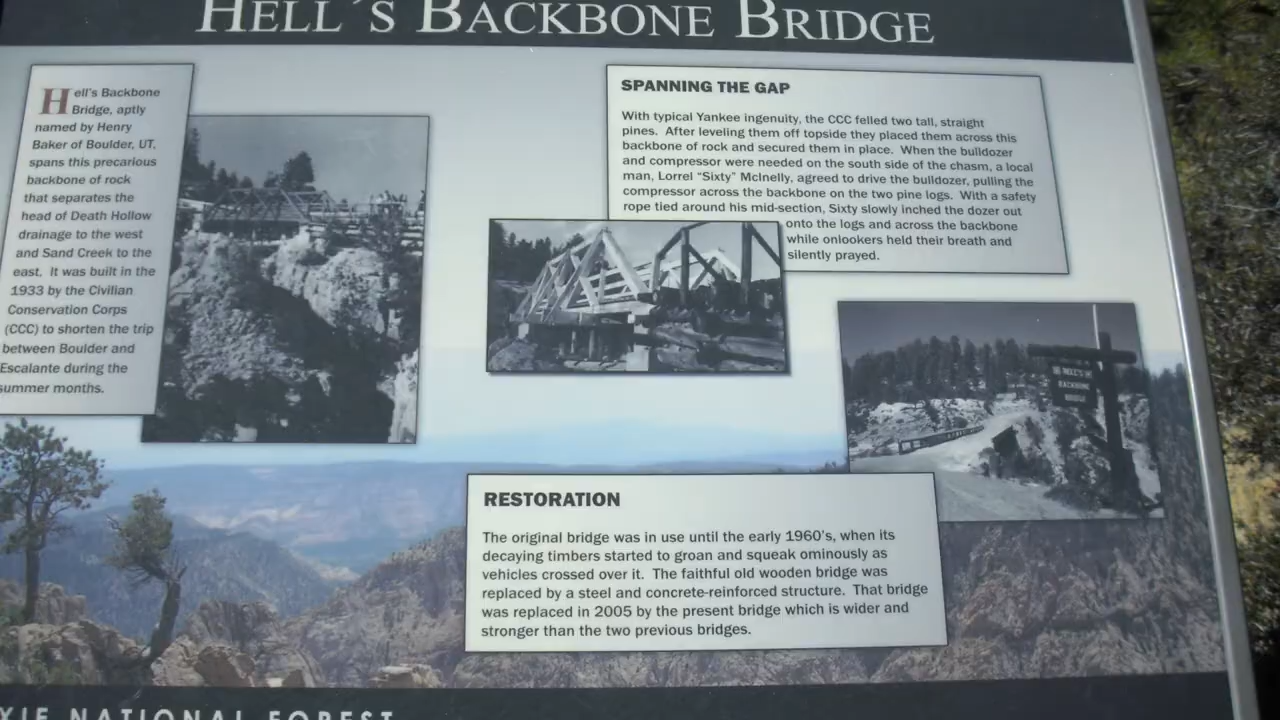 HELL´S BACKBONE BRIDGE
Hell's Backbone
Bridge, aptly
named by Henry
Baker of Boulder, UT,
spans this precarious
backbone of rock
that separates the
head of Death Hollow
drainage to the west
and Sand Creek to the
east. It was built in the
1933 by the Civilian
Conservation Corps
(CCC) to shorten the trip
between Boulder and
Escalante during the
summer months.
SPANNING THE GAP
With typical Yankee ingenuity, the CCC felled two tall, straight
pines. After leveling them off topside they placed them across this
backbone of rock and secured them in place. When the bulldozer
and compressor were needed on the south side of the chasm, a local
man, Lorrel “Sixty” McInelly, agreed to drive the bulldozer, pulling the
compressor across the backbone on the two pine logs. With a safety
rope tied around his mid-section, Sixty slowly inched the dozer out
onto the logs and across the backbone
while onlookers held their breath and
silently prayed.
HELL'S
BACKBONE
BRIDGE
RESTORATION
The original bridge was in use until the early 1960's, when its
decaying timbers started to groan and squeak ominously as
vehicles crossed over it. The faithful old wooden bridge was
replaced by a steel and concrete-reinforced structure. That bridge
was replaced in 2005 by the present bridge which is wider and
stronger than the two previous bridges.
XIE NATIONAL FOREST